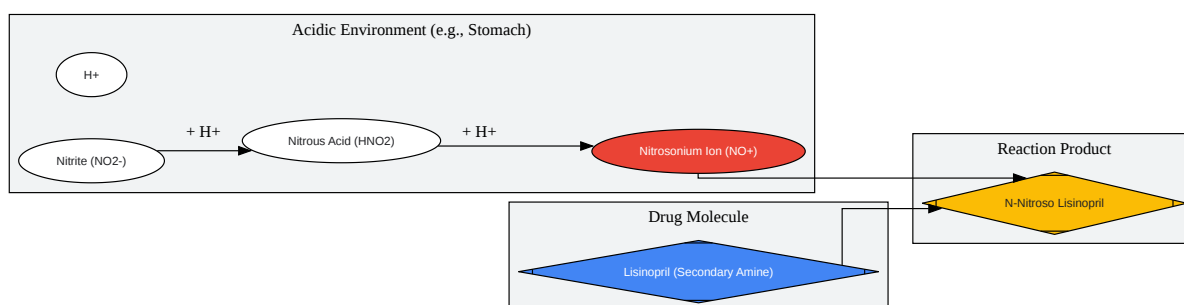 Acidic Environment (e.g., Stomach)
H+
Nitrite (NO2-)
+ H+
Nitrous Acid (HNO2)
+ H+
Nitrosonium Ion (NO+)
Reaction Product
N-Nitroso Lisinopril
Drug Molecule
Lisinopril (Secondary Amine)